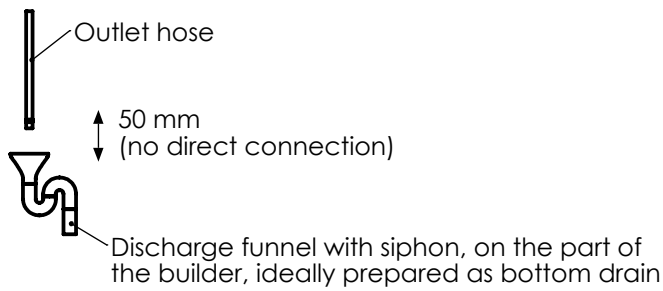 Outlet hose
50 mm
(no direct connection)
Discharge funnel with siphon, on the part of
the builder, ideally prepared as bottom drain